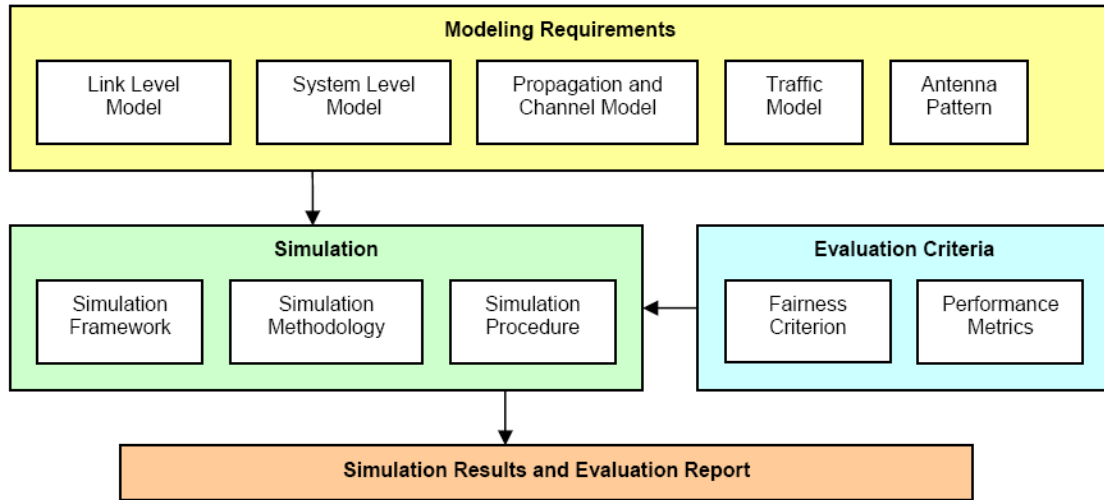 Modeling Requirements
Link Level
Model
System Level
Model
Propagation and
Channel Model
Traffic
Model
Antenna
Pattern
Simulation
Simulation
Framework
Simulation
Methodology
Simulation
Procedure
Evaluation Criteria
Fairness
Criterion
Performance
Metrics
Simulation Results and Evaluation Report